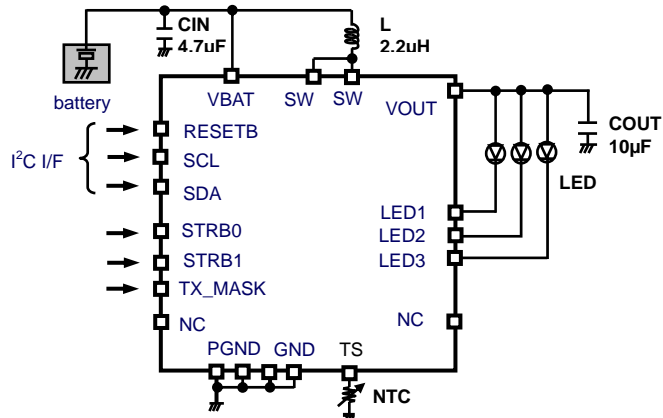 CIN
4.7uF
L
2.2uH
battery
VBAT
SW
SW
VOUT
COUT
10µF
RESETB
I²C I/F
SCL
SDA
LED
LED1
LED2
LED3
STRB0
STRB1
TX_MASK
NC
NC
PGND
GND
TS
NTC